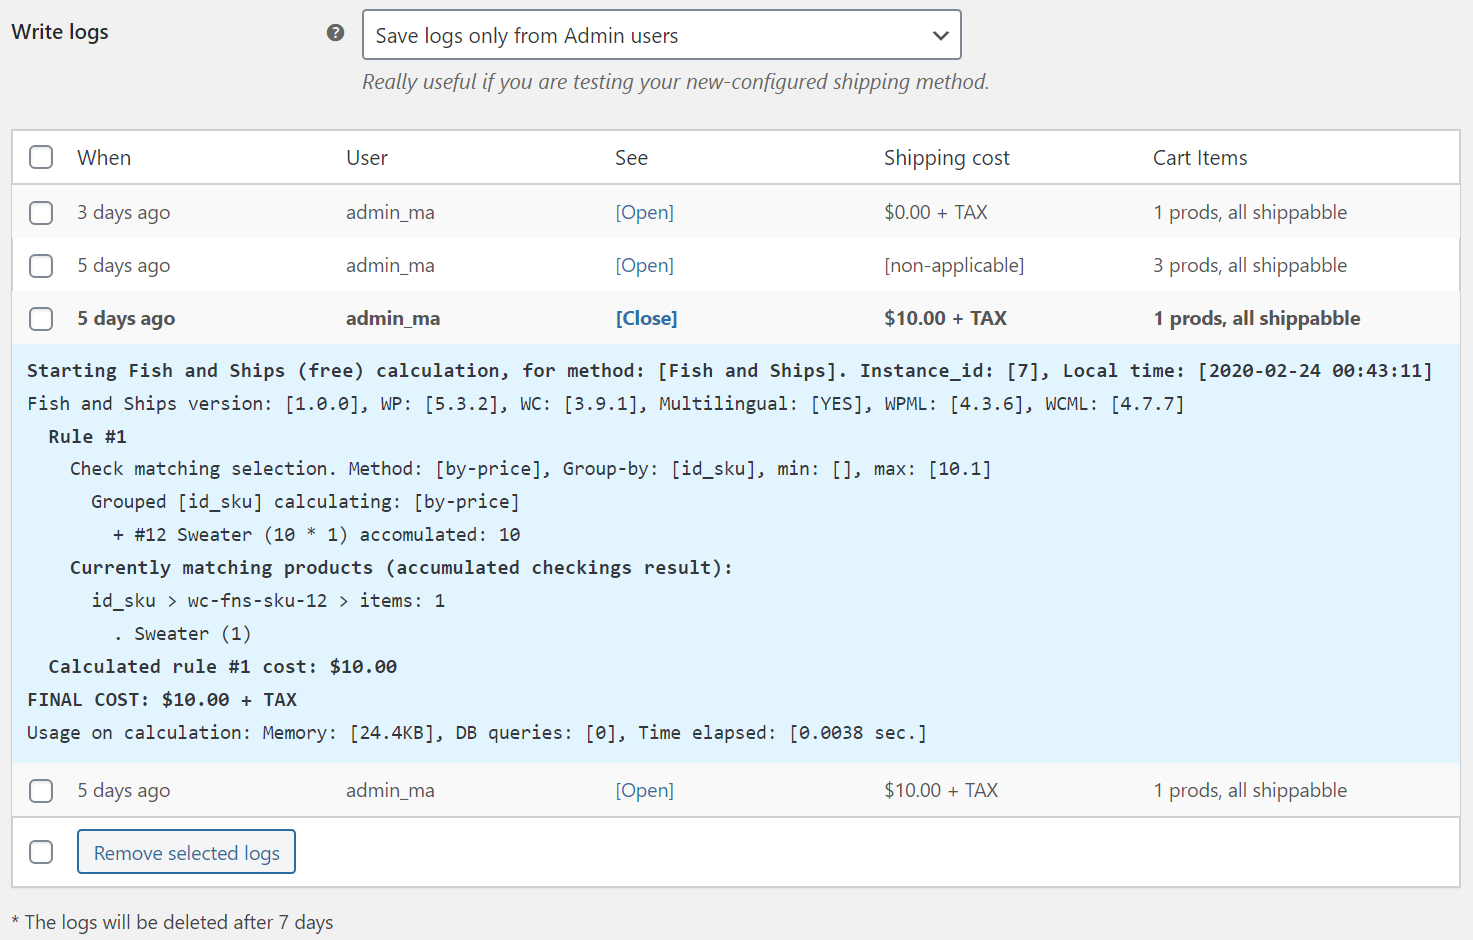 Write logs ? Save logs only from Admin users
Really useful if you are testing your new-configured shipping method.
When User See Shipping cost Cart Items
3 days ago admin_ma [Open] $0.00 + TAX 1 prods, all shippabble
5 days ago admin_ma [Open] [non-applicable] 3 prods, all shippabble
5 days ago admin_ma [Close] $10.00 + TAX 1 prods, all shippabble
Starting Fish and Ships (free) calculation, for method: [Fish and Ships]. Instance_id: [7], Local time: [2020-02-24 00:43:11]
Fish and Ships version: [1.0.0], WP: [5.3.2], WC: [3.9.1], Multilingual: [YES], WPML: [4.3.6], WCML: [4.7.7]
Rule #1
Check matching selection. Method: [by-price], Group-by: [id_sku], min: [], max: [10.1]
Grouped [id_sku] calculating: [by-price]
+ #12 Sweater (10 * 1) accomulated: 10
Currently matching products (accumulated checkings result):
id_sku > wc-fns-sku-12 > items: 1
. Sweater (1)
Calculated rule #1 cost: $10.00
FINAL COST: $10.00 + TAX
Usage on calculation: Memory: [24.4KB], DB queries: [0], Time elapsed: [0.0038 sec.]
5 days ago admin_ma [Open] $10.00 + TAX 1 prods, all shippabble
Remove selected logs
* The logs will be deleted after 7 days